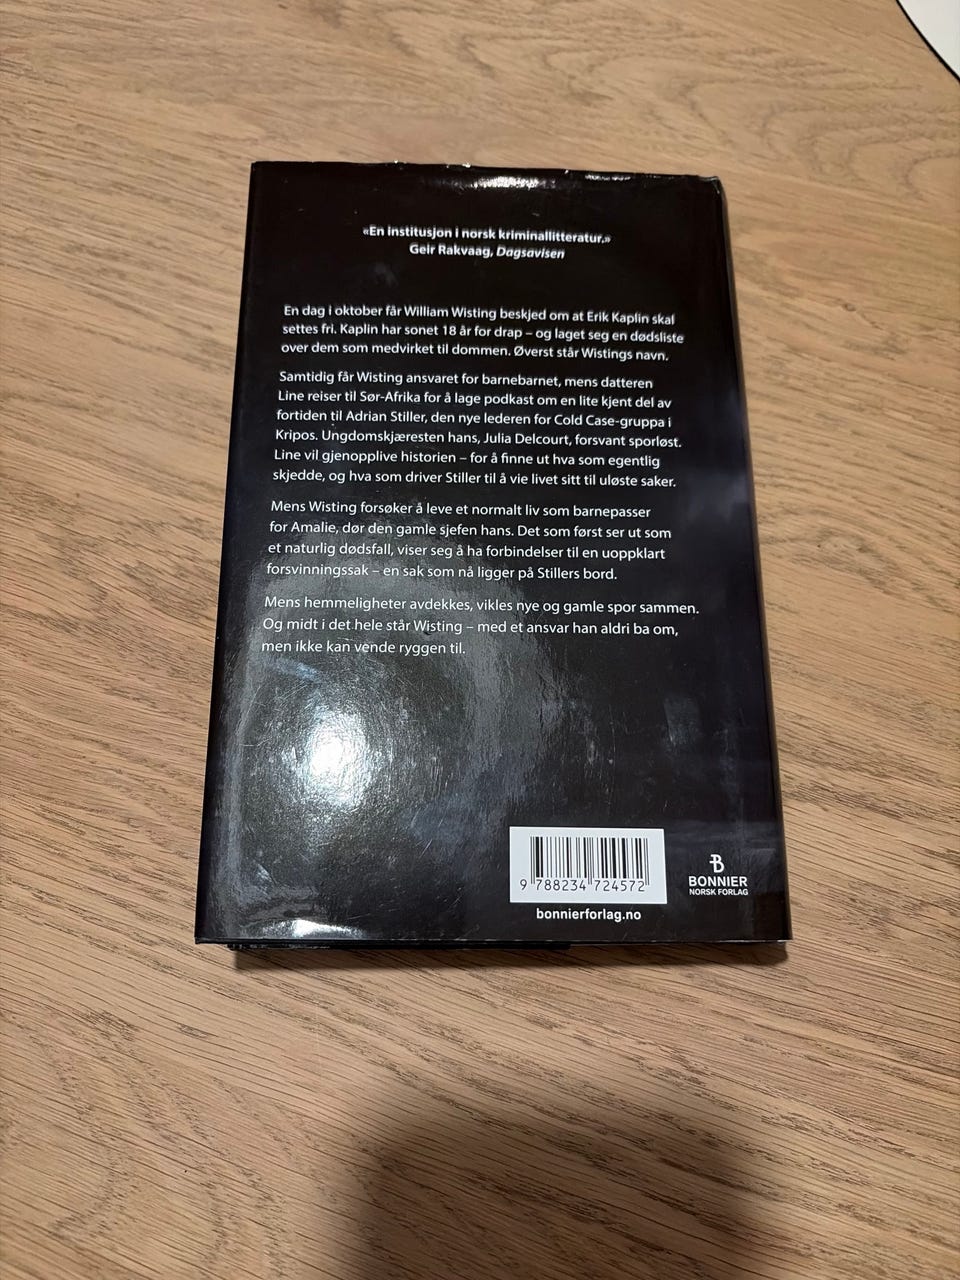 «En institusjon i norsk kriminallitteratur.»
Geir Rakvaag, Dagsavisen
En dag i oktober får William Wisting beskjed om at Erik Kaplin skal
settes fri. Kaplin har sonet 18 år for drap – og laget seg en dødsliste
over dem som medvirket til dommen. Øverst står Wistings navn.
Samtidig får Wisting ansvaret for barnebarnet, mens datteren
Line reiser til Sør-Afrika for å lage podkast om en lite kjent del av
fortiden til Adrian Stiller, den nye lederen for Cold Case-gruppa i
Kripos. Ungdomskjæresten hans, Julia Delcourt, forsvant sporløst.
Line vil gjenopplive historien – for å finne ut hva som egentlig
skjedde, og hva som driver Stiller til å vie livet sitt til uløste saker.
Mens Wisting forsøker å leve et normalt liv som barnepasser
for Amalie, dør den gamle sjefen hans. Det som først ser ut som
et naturlig dødsfall, viser seg å ha forbindelser til en uoppklart
forsvinningssak – en sak som nå ligger på Stillers bord.
Mens hemmeligheter avdekkes, vikles nye og gamle spor sammen.
Og midt i det hele står Wisting – med et ansvar han aldri ba om,
men ikke kan vende ryggen til.
9 788234 724572
bonnierforlag.no
B
BONNIER
NORSK FORLAG